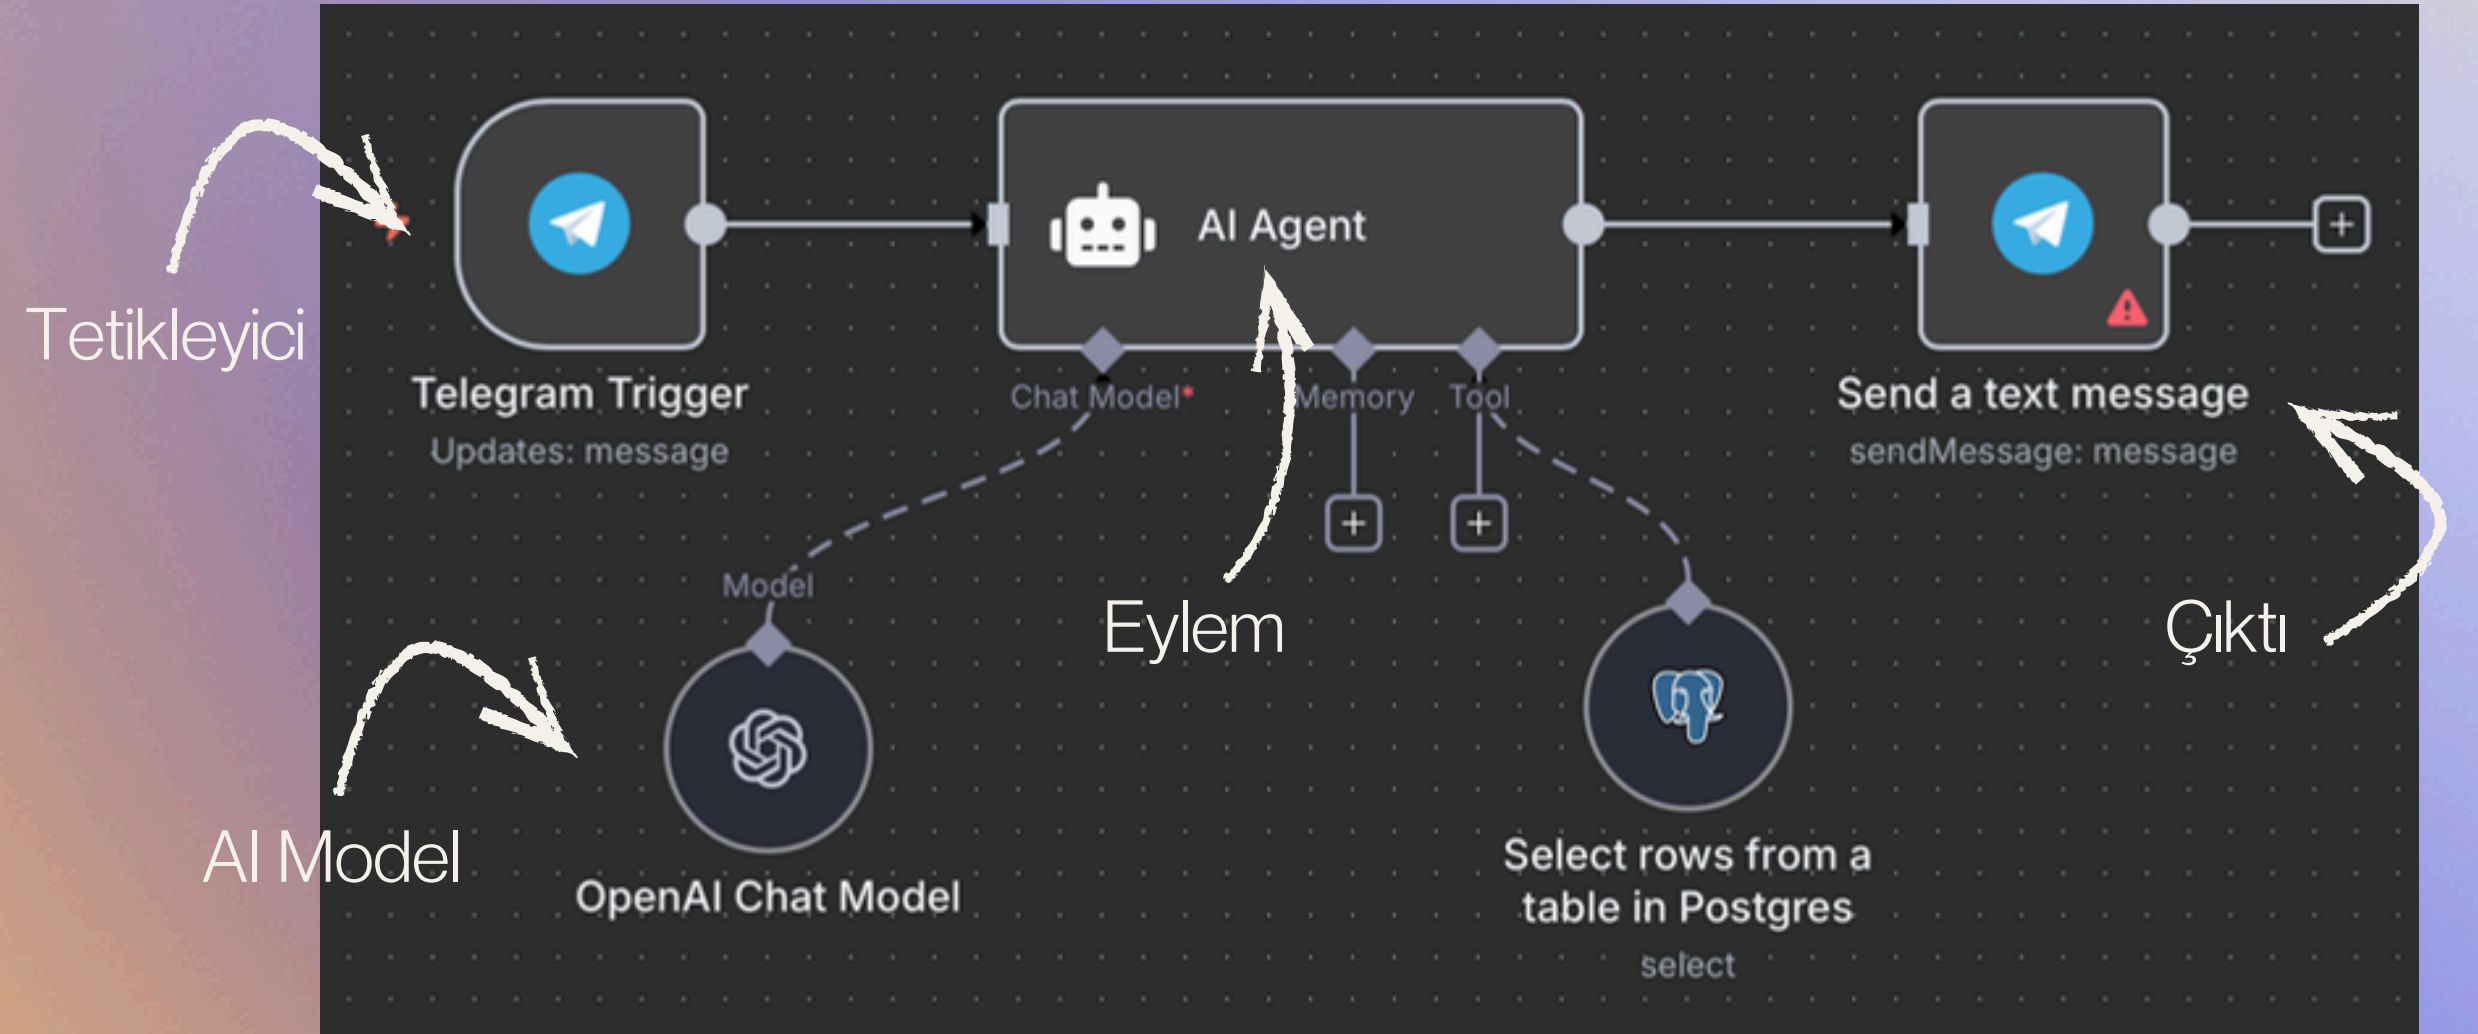 AI Agent
Tetikleyici
Telegram Trigger
Updates: message
Chat Model*
Memory
Tool
Send a text message
sendMessage: message
Model
Eylem
Çıktı
AI Model
OpenAI Chat Model
Select rows from a
table in Postgres
select